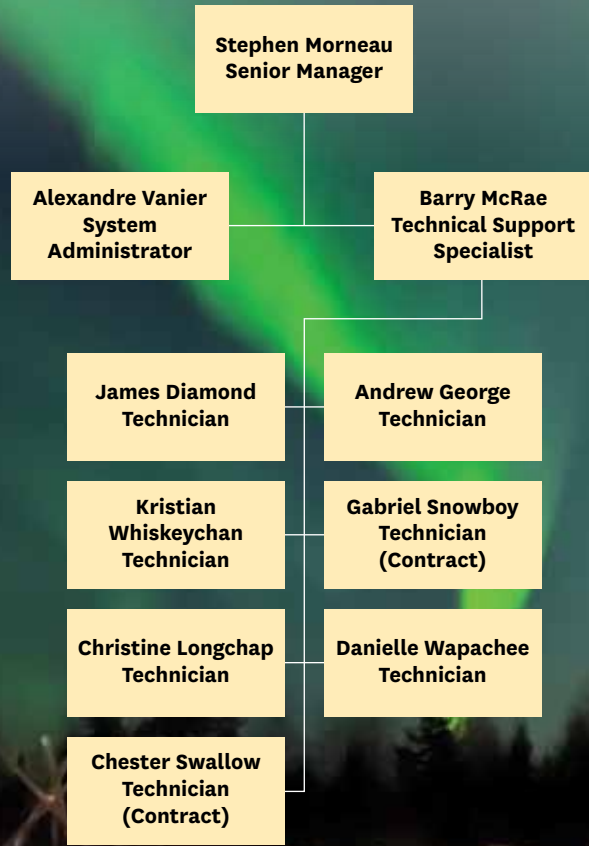 Stephen Morneau
Senior Manager
Alexandre Vanier
System
Administrator
Barry McRae
Technical Support
Specialist
James Diamond
Technician
Andrew George
Technician
Kristian
Whiskeychan
Technician
Gabriel Snowboy
Technician
(Contract)
Christine Longchap
Technician
Danielle Wapachee
Technician
Chester Swallow
Technician
(Contract)